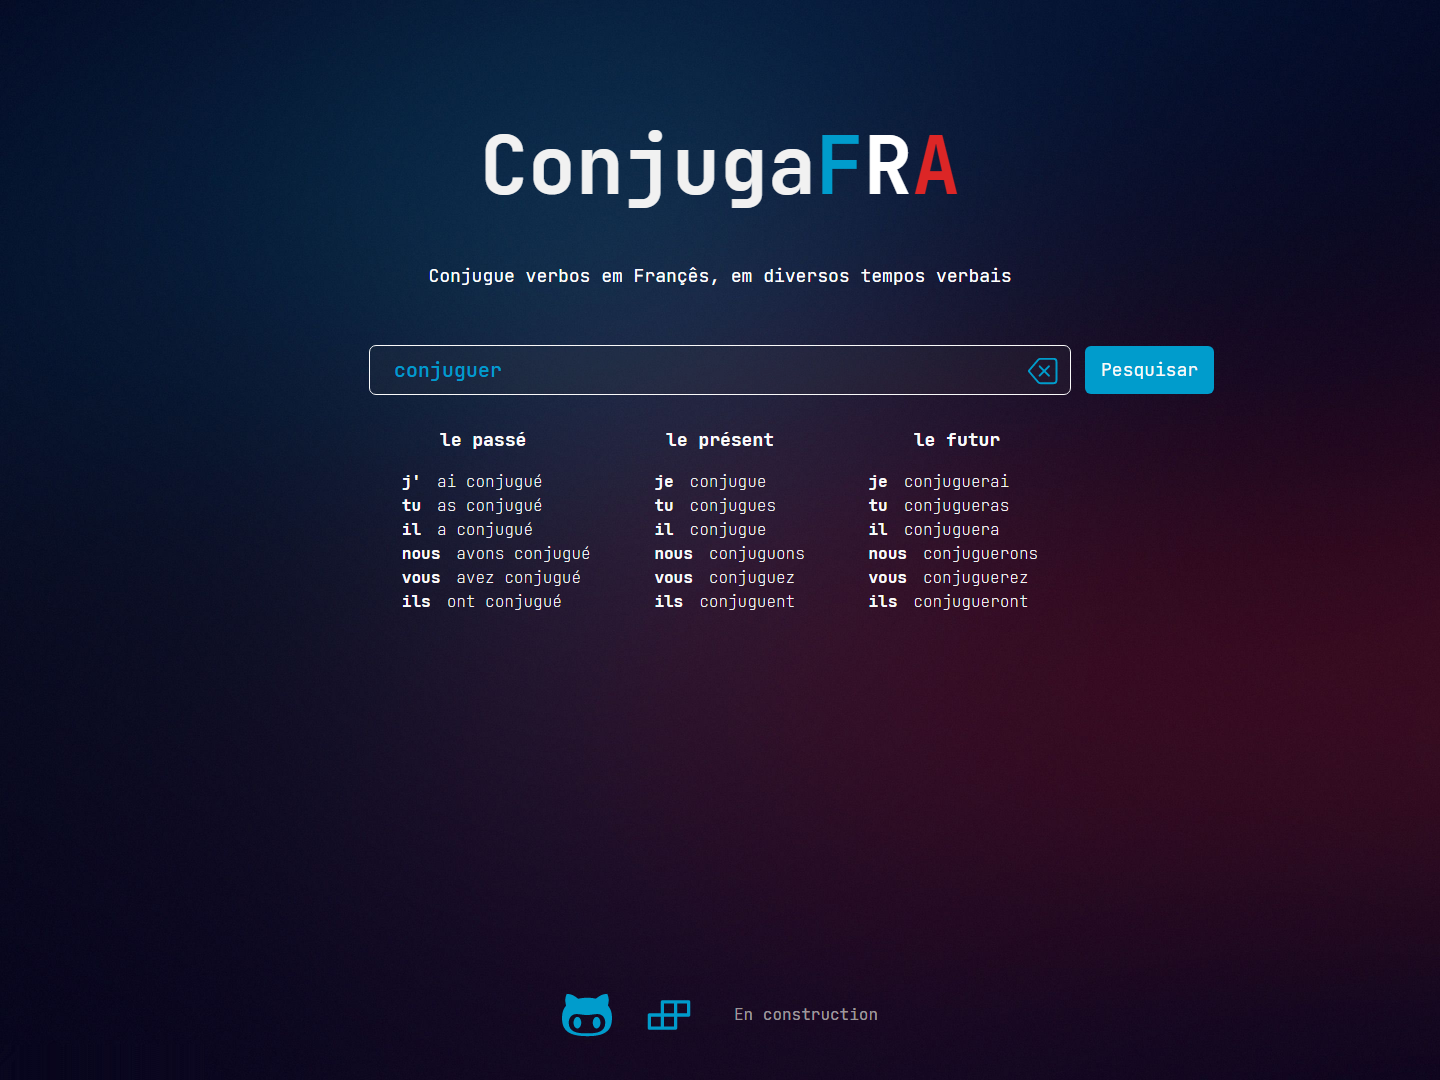 ConjugaFRA
Conjugue verbos em Françês, em diversos tempos verbais
conjuguer
Pesquisar
le passé
j' ai conjugué
tu as conjugué
il a conjugué
nous avons conjugué
vous avez conjugué
ils ont conjugué
le présent
je conjugue
tu conjugues
il conjugue
nous conjuguons
vous conjuguez
ils conjuguent
le futur
je conjuguerai
tu conjugueras
il conjuguera
nous conjuguerons
vous conjuguerez
ils conjugueront
En construction